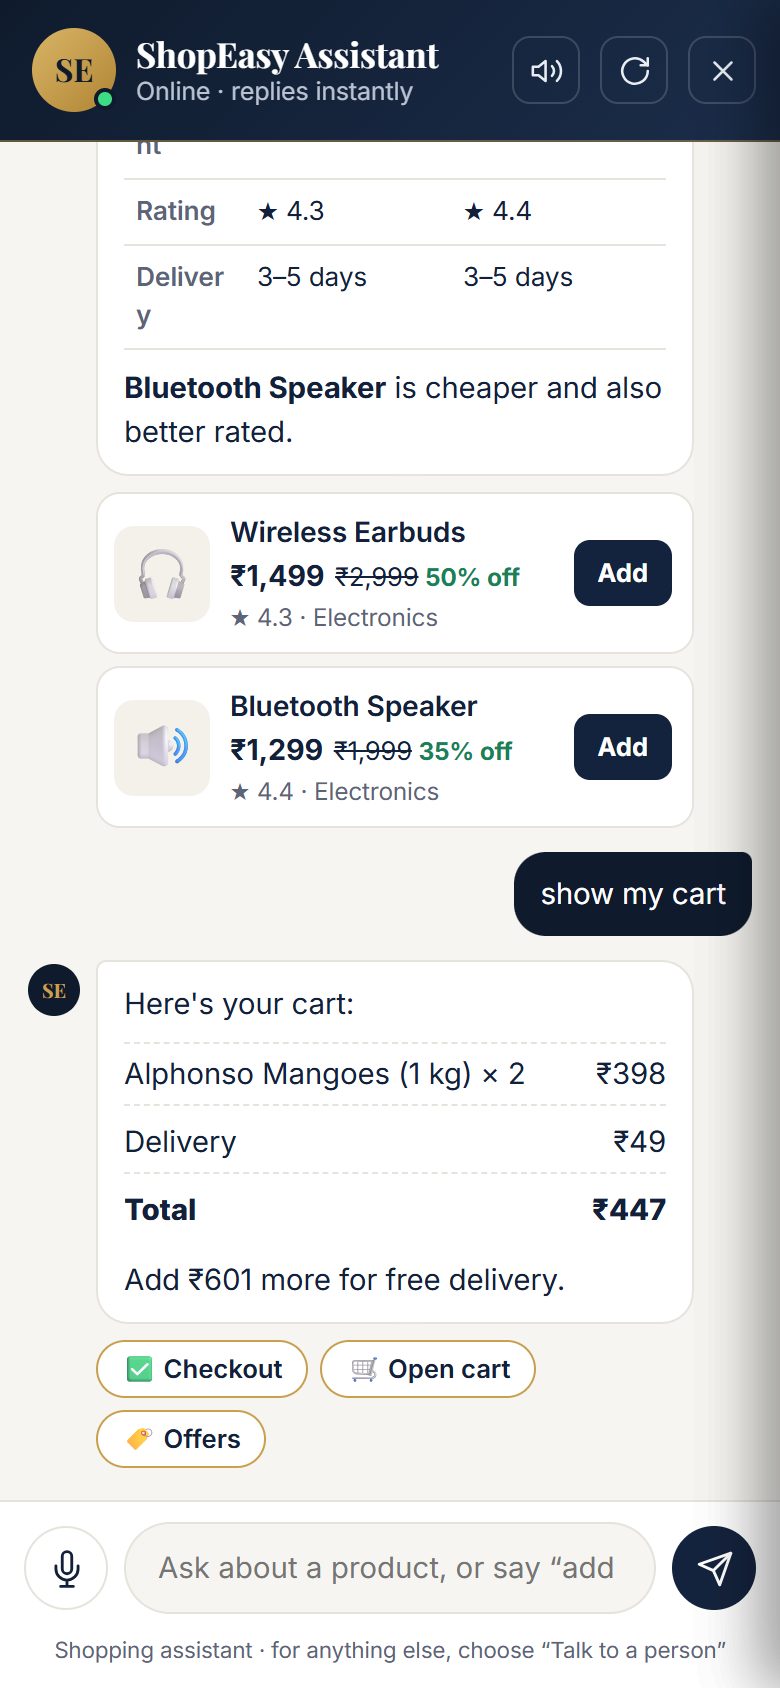 SE
ShopEasy Assistant
Online · replies instantly
nt
Rating ★ 4.3 ★ 4.4
Deliver 3–5 days 3–5 days
y
Bluetooth Speaker is cheaper and also
better rated.
Wireless Earbuds
₹1,499 ₹2,999 50% off
★ 4.3 · Electronics
Add
Bluetooth Speaker
₹1,299 ₹1,999 35% off
★ 4.4 · Electronics
Add
show my cart
SE
Here's your cart:
Alphonso Mangoes (1 kg) × 2 ₹398
Delivery ₹49
Total ₹447
Add ₹601 more for free delivery.
Checkout
Open cart
Offers
Ask about a product, or say “add
Shopping assistant · for anything else, choose “Talk to a person”